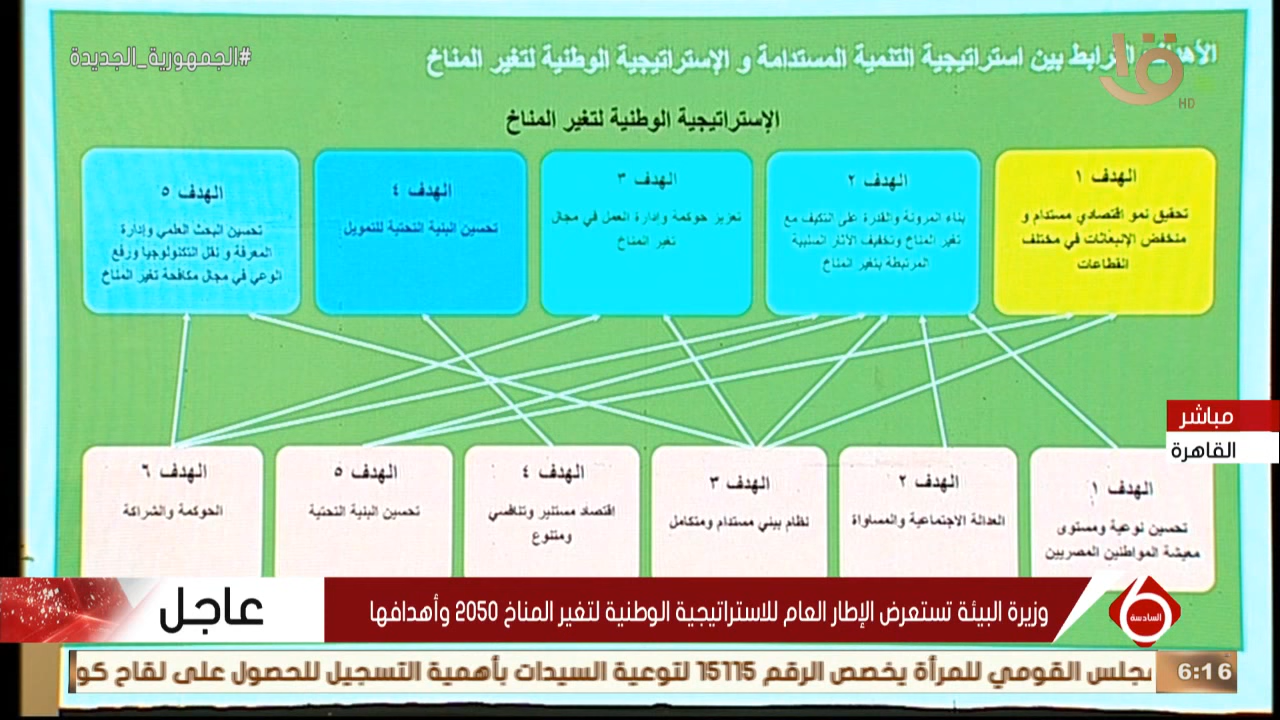 #الجمهورية_الجديدة
الأهداف الترابط بين استراتيجية التنمية المستدامة و الإستراتيجية الوطنية لتغير المناخ
HD
الإستراتيجية الوطنية لتغير المناخ
الهدف ١
تحقيق نمو اقتصادي مستدام و
منخفض الإنبعاثات في مختلف
القطاعات
الهدف ٢
بناء المرونة والقدرة على التكيف مع
تغير المناخ وتخفيف الآثار السلبية
المرتبطة بتغير المناخ
الهدف ٣
تعزيز حوكمة وإدارة العمل في مجال
تغير المناخ
الهدف ٤
تحسين البنية التحتية للتمويل
الهدف ٥
تحسين البحث العلمي وإدارة
المعرفة و نقل التكنولوجيا ورفع
الوعي في مجال مكافحة تغير المناخ
مباشر
القاهرة
الهدف ١
تحسين نوعية ومستوى
معيشة المواطنين المصريين
الهدف ٢
العدالة الاجتماعية والمساواة
الهدف ٣
نظام بيئي مستدام ومتكامل
الهدف ٤
اقتصاد مستنير وتنافسي
ومتنوع
الهدف ٥
تحسين البنية التحتية
الهدف ٦
الحوكمة والشراكة
السادسة
وزيرة البيئة تستعرض الإطار العام للاستراتيجية الوطنية لتغير المناخ 2050 وأهدافها
عاجل
6:16
مجلس القومي للمرأة يخصص الرقم 15115 لتوعية السيدات بأهمية التسجيل للحصول على لقاح كو